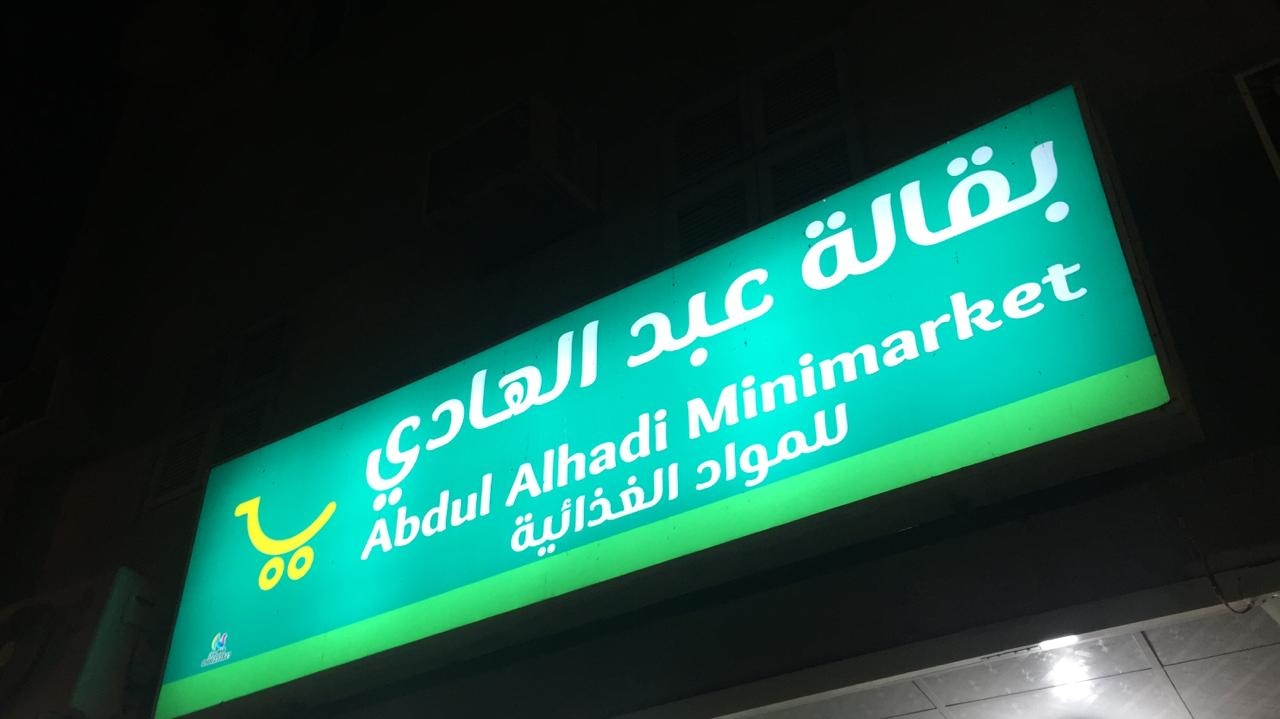 بقالة عبد الهادي
Abdul Alhadi Minimarket
للمواد الغذائية